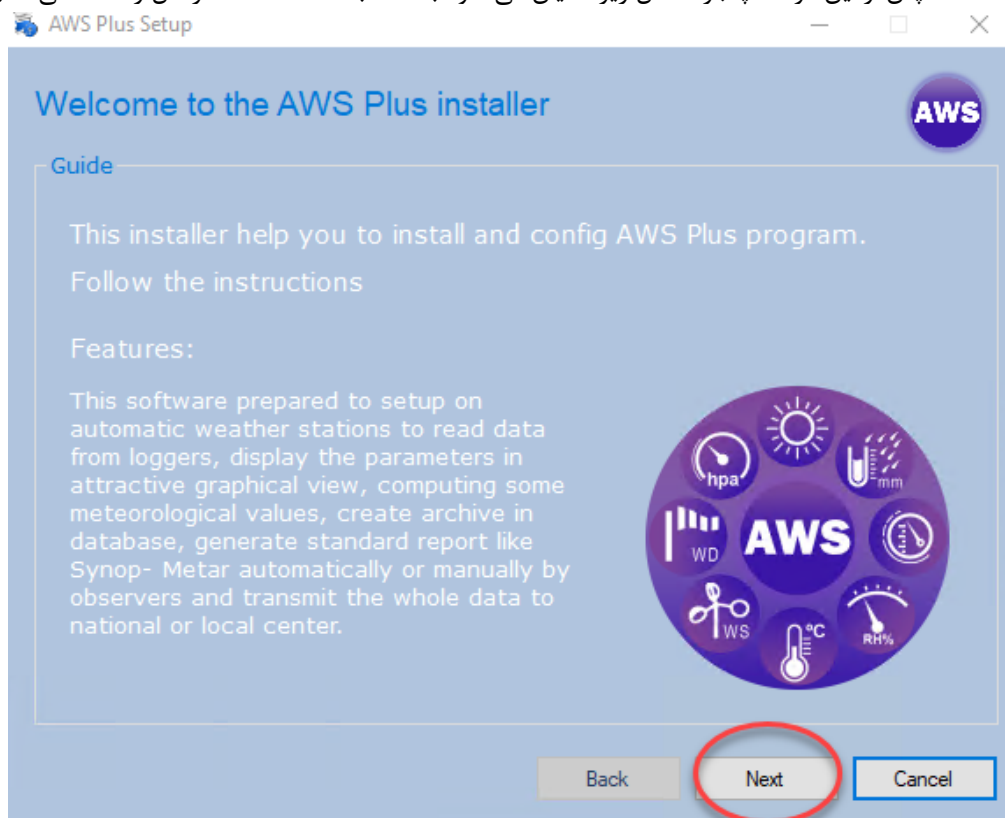 AWS Plus Setup
Welcome to the AWS Plus installer
AWS
Guide
This installer help you to install and config AWS Plus program.
Follow the instructions
Features:
This software prepared to setup on
automatic weather stations to read data
from loggers, display the parameters in
attractive graphical view, computing some
meteorological values, create archive in
database, generate standard report like
Synop- Metar automatically or manually by
observers and transmit the whole data to
national or local center.
hpa
mm
WD
AWS
WS
°C
RH%
Back
Next
Cancel